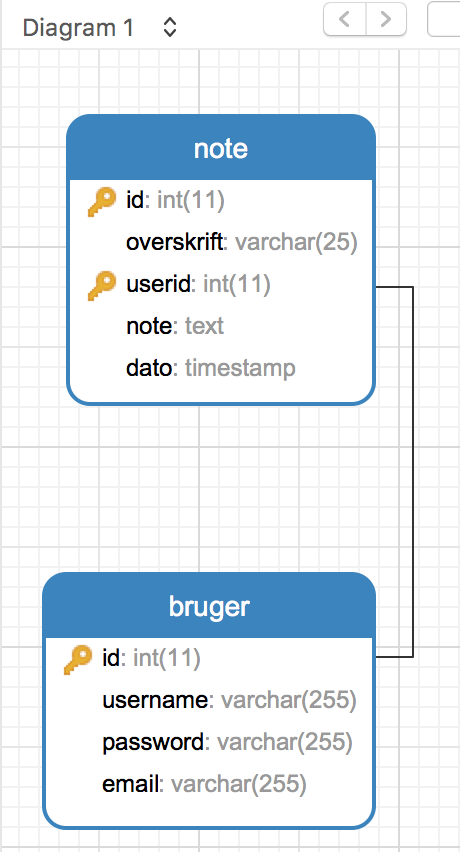 Diagram 1
note
id: int(11)
overskrift: varchar(25)
userid: int(11)
note: text
dato: timestamp
bruger
id: int(11)
username: varchar(255)
password: varchar(255)
email: varchar(255)